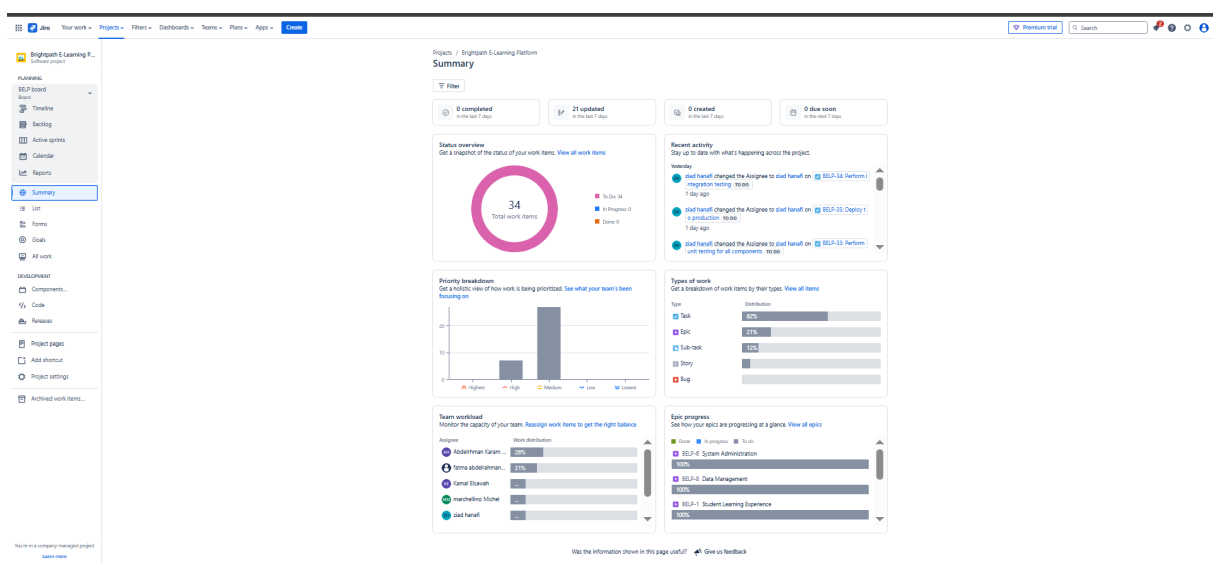 Jira
Your work
Projects
Filters
Dashboards
Teams
Plans
Apps
Create
Premium trial
Search
Brightpath E-Learning P...
Software project
PLANNING
BELP board
Board
Timeline
Backlog
Active sprints
Calendar
Reports
Summary
List
Forms
Goals
All work
DEVELOPMENT
Components...
Code
Releases
Project pages
Add shortcut
Project settings
Archived work items...
You're in a company-managed project
Learn more
Projects / Brightpath E-Learning Platform
Summary
Filter
0 completed
in the last 7 days
21 updated
in the last 7 days
0 created
in the last 7 days
0 due soon
in the next 7 days
Status overview
Get a snapshot of the status of your work items. View all work items
34
Total work items
To Do: 34
In Progress: 0
Done: 0
Recent activity
Stay up to date with what's happening across the project.
Yesterday
ziad hanafi changed the Assignee to ziad hanafi on BELP-34: Perform i
ntegration testing TO DO
1 day ago
ziad hanafi changed the Assignee to ziad hanafi on BELP-35: Deploy t
o production TO DO
1 day ago
ziad hanafi changed the Assignee to ziad hanafi on BELP-33: Perform
unit testing for all components TO DO
Priority breakdown
Get a holistic view of how work is being prioritized. See what your team's been
focusing on
20
10
0
Highest
High
Medium
Low
Lowest
Types of work
Get a breakdown of work items by their types. View all items
Type
Distribution
Task
62%
Epic
21%
Sub-task
12%
Story
Bug
Team workload
Monitor the capacity of your team. Reassign work items to get the right balance
Assignee
Work distribution
Abdelrhman Karam ...
26%
fatma abdelrahman...
21%
Kamal Elsawah
...
marchellino Michel
...
ziad hanafi
...
Epic progress
See how your epics are progressing at a glance. View all epics
Done
In progress
To do
BELP-6 System Administration
100%
BELP-8 Data Management
100%
BELP-1 Student Learning Experience
100%
Was the information shown in this page useful?
Give us feedback